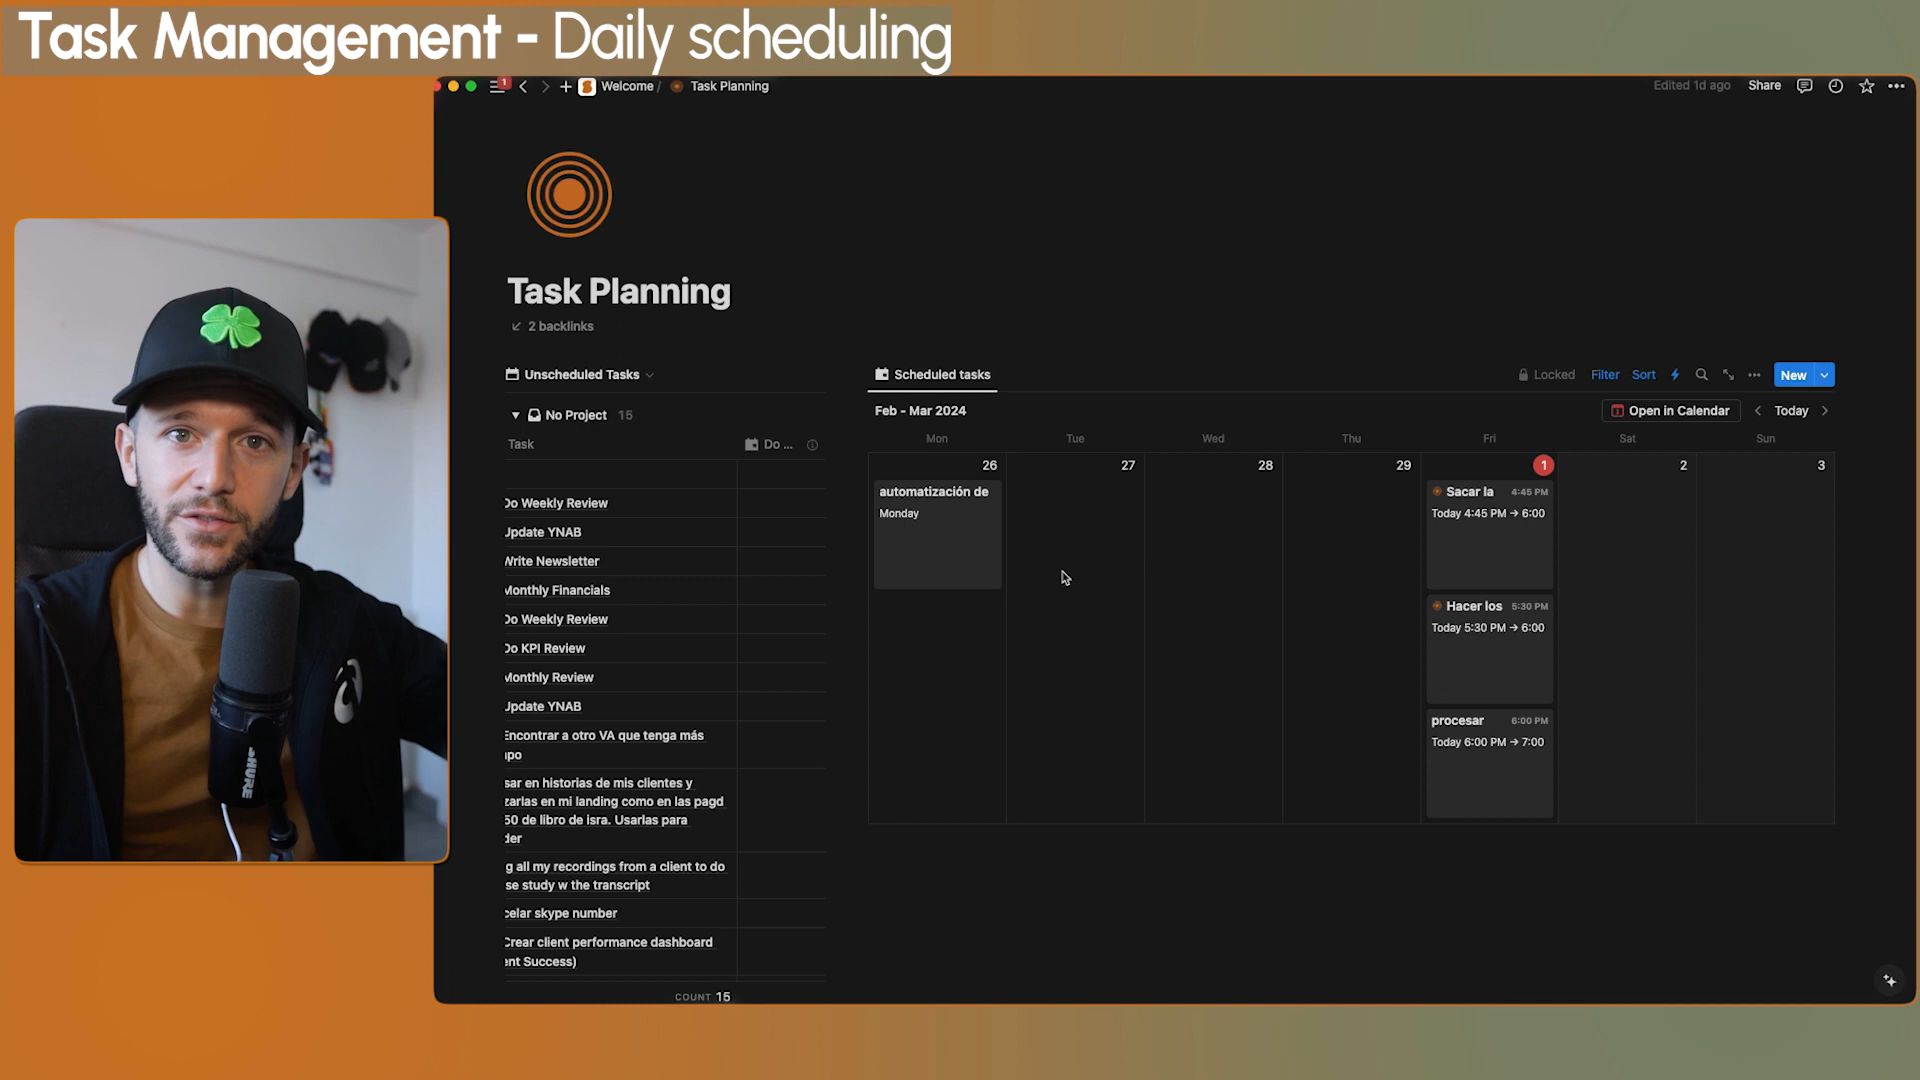 Task Management - Daily scheduling
1
Welcome / Task Planning
Edited 1d ago Share
Task Planning
2 backlinks
Unscheduled Tasks
No Project 15
Task Do ...
Do Weekly Review
Update YNAB
Write Newsletter
Monthly Financials
Do Weekly Review
Do KPI Review
Monthly Review
Update YNAB
Encontrar a otro VA que tenga más
po
sar en historias de mis clientes y
zarlas en mi landing como en las pagd
50 de libro de isra. Usarlas para
der
g all my recordings from a client to do
se study w the transcript
celar skype number
Crear client performance dashboard
ent Success)
COUNT 15
Scheduled tasks
Locked Filter Sort New
Feb - Mar 2024
Open in Calendar Today
Mon Tue Wed Thu Fri Sat Sun
26 27 28 29 1 2 3
automatización de
Monday
Sacar la 4:45 PM
Today 4:45 PM → 6:00
Hacer los 5:30 PM
Today 5:30 PM → 6:00
procesar 6:00 PM
Today 6:00 PM → 7:00
SHURE